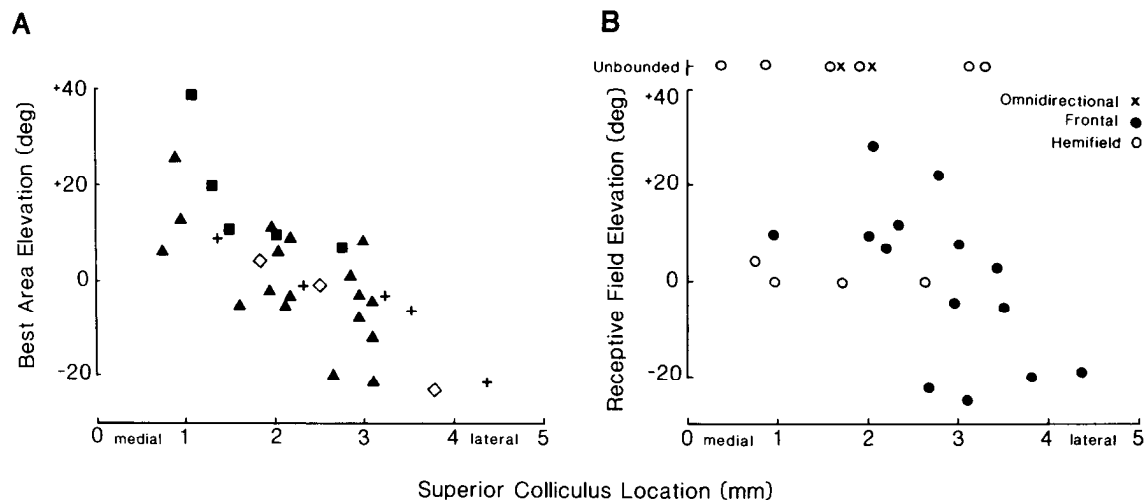 A
Best Area Elevation (deg)
+40
+20
0
-20
0 medial 1 2 3 4 lateral 5
B
Unbounded
Receptive Field Elevation (deg)
+40
+20
0
-20
0 medial 1 2 3 4 lateral 5
Omnidirectional x
Frontal
Hemifield
Superior Colliculus Location (mm)